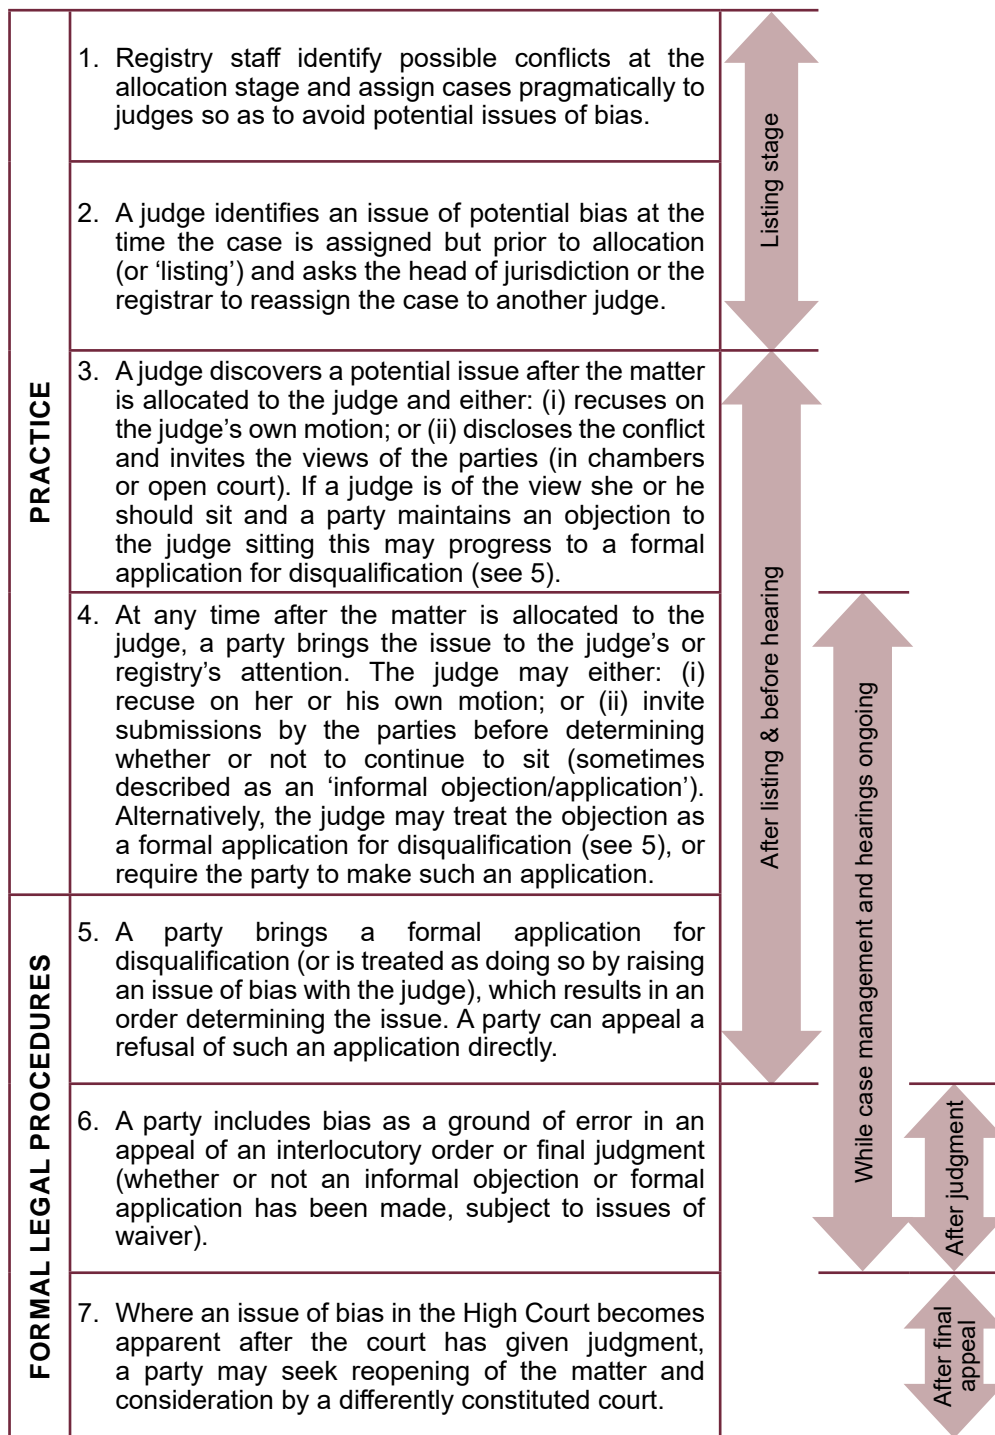 PRACTICE
1. Registry staff identify possible conflicts at the
allocation stage and assign cases pragmatically to
judges so as to avoid potential issues of bias.
2. A judge identifies an issue of potential bias at the
time the case is assigned but prior to allocation
(or ‘listing’) and asks the head of jurisdiction or the
registrar to reassign the case to another judge.
Listing stage
3. A judge discovers a potential issue after the matter
is allocated to the judge and either: (i) recuses on
the judge’s own motion; or (ii) discloses the conflict
and invites the views of the parties (in chambers
or open court). If a judge is of the view she or he
should sit and a party maintains an objection to
the judge sitting this may progress to a formal
application for disqualification (see 5).
4. At any time after the matter is allocated to the
judge, a party brings the issue to the judge’s or
registry’s attention. The judge may either: (i)
recuse on her or his own motion; or (ii) invite
submissions by the parties before determining
whether or not to continue to sit (sometimes
described as an ‘informal objection/application’).
Alternatively, the judge may treat the objection as
a formal application for disqualification (see 5), or
require the party to make such an application.
After listing & before hearing
While case management and hearings ongoing
FORMAL LEGAL PROCEDURES
5. A party brings a formal application for
disqualification (or is treated as doing so by raising
an issue of bias with the judge), which results in an
order determining the issue. A party can appeal a
refusal of such an application directly.
6. A party includes bias as a ground of error in an
appeal of an interlocutory order or final judgment
(whether or not an informal objection or formal
application has been made, subject to issues of
waiver).
After judgment
7. Where an issue of bias in the High Court becomes
apparent after the court has given judgment,
a party may seek reopening of the matter and
consideration by a differently constituted court.
After final
appeal